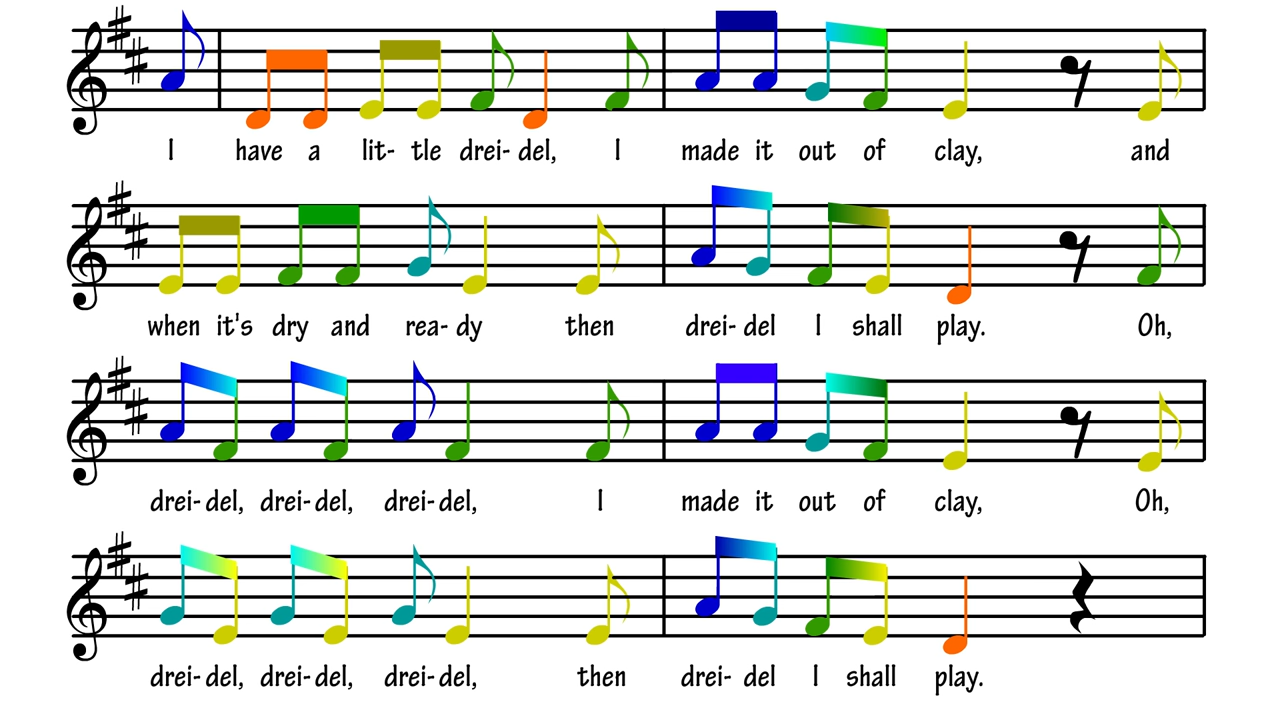 I have a lit- tle drei- del, I made it out of clay, and
when it's dry and rea- dy then drei- del I shall play. Oh,
drei- del, drei- del, drei- del, I made it out of clay, Oh,
drei- del, drei- del, drei- del, then drei- del I shall play.